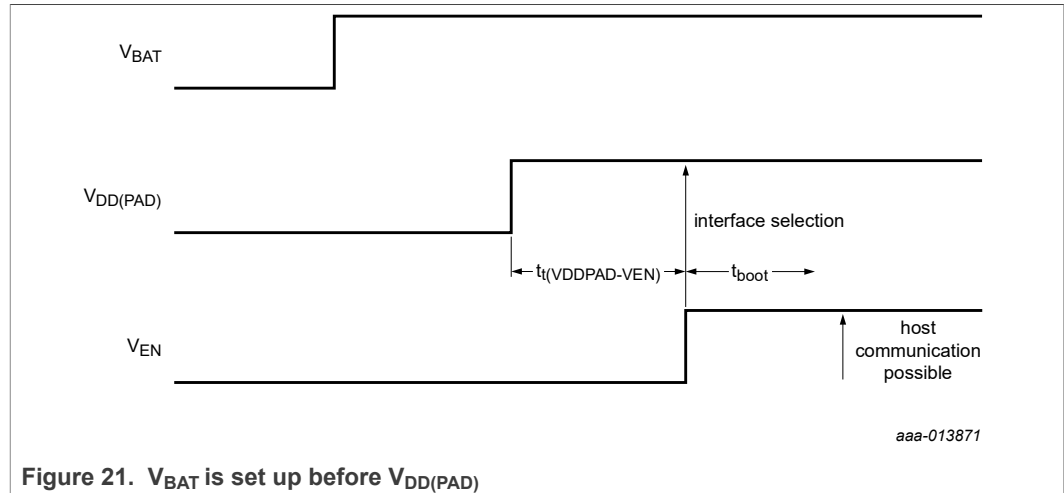 VBAT
VDD(PAD)
interface selection
tt(VDDPAD-VEN)
tboot
VEN
host
communication
possible
aaa-013871
Figure 21. VBAT is set up before VDD(PAD)